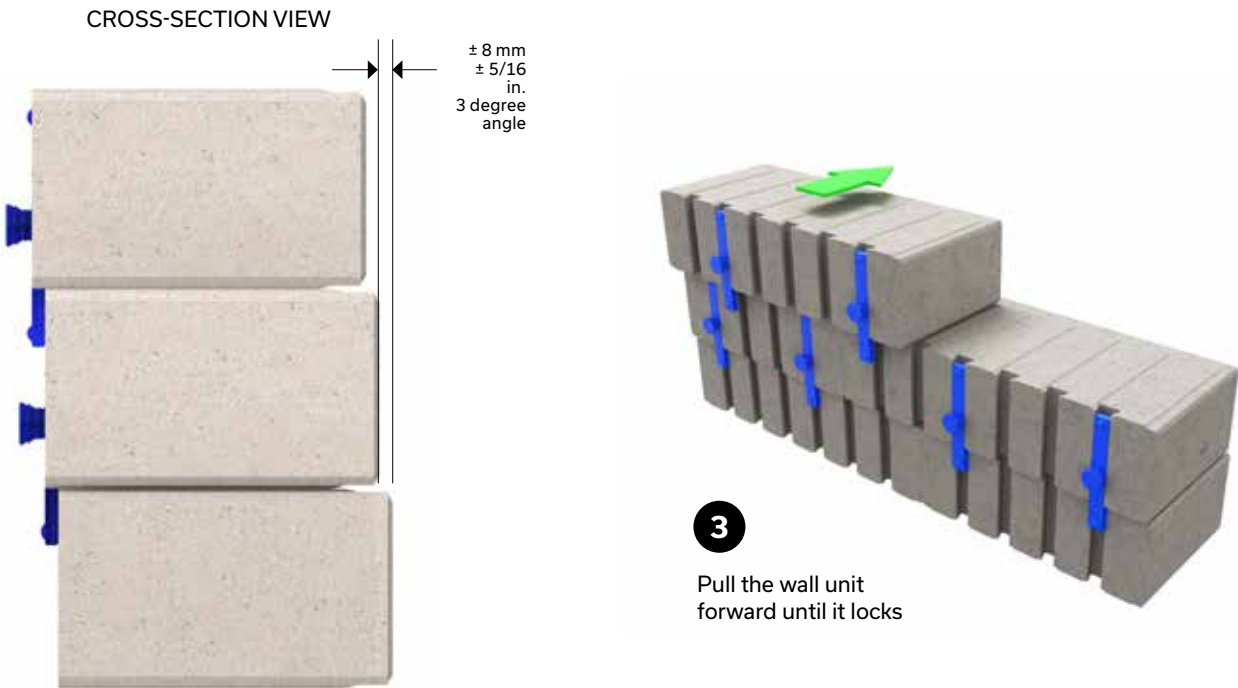 CROSS-SECTION VIEW
± 8 mm
± 5/16
in.
3 degree
angle
3
Pull the wall unit
forward until it locks